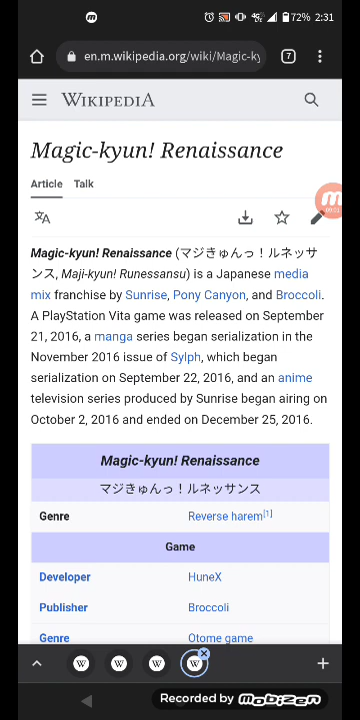 72% 2:31
en.m.wikipedia.org/wiki/Magic-ky
7
WIKIPEDIA
Magic-kyun! Renaissance
Article Talk
Magic-kyun! Renaissance (マジきゅんっ！ルネッサ
ンス, Maji-kyun! Runessansu) is a Japanese media
mix franchise by Sunrise, Pony Canyon, and Broccoli.
A PlayStation Vita game was released on September
21, 2016, a manga series began serialization in the
November 2016 issue of Sylph, which began
serialization on September 22, 2016, and an anime
television series produced by Sunrise began airing on
October 2, 2016 and ended on December 25, 2016.
Magic-kyun! Renaissance
マジきゅんっ！ルネッサンス
Genre Reverse harem[1]
Game
Developer HuneX
Publisher Broccoli
Genre Otome game
W W W W
Recorded by mobizen